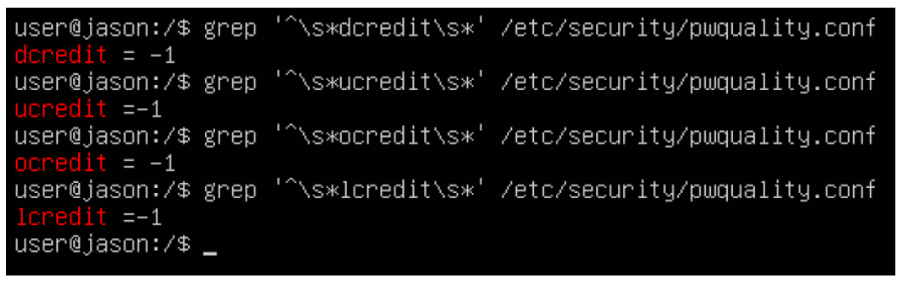 user@jason:/$ grep '^\s*dcredit\s*' /etc/security/pwquality.conf
dcredit = -1
user@jason:/$ grep '^\s*ucredit\s*' /etc/security/pwquality.conf
ucredit =-1
user@jason:/$ grep '^\s*ocredit\s*' /etc/security/pwquality.conf
ocredit = -1
user@jason:/$ grep '^\s*lcredit\s*' /etc/security/pwquality.conf
lcredit =-1
user@jason:/$ _